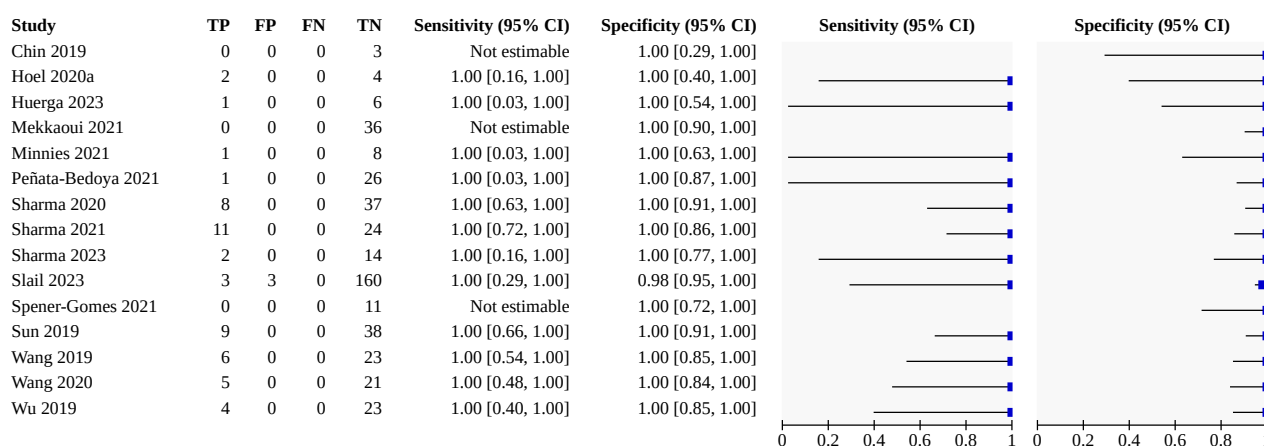 Study TP FP FN TN Sensitivity (95% CI) Specificity (95% CI) Sensitivity (95% CI) Specificity (95% CI)
Chin 2019 0 0 0 3 Not estimable 1.00 [0.29, 1.00]
Hoel 2020a 2 0 0 4 1.00 [0.16, 1.00] 1.00 [0.40, 1.00]
Huerga 2023 1 0 0 6 1.00 [0.03, 1.00] 1.00 [0.54, 1.00]
Mekkaoui 2021 0 0 0 36 Not estimable 1.00 [0.90, 1.00]
Minnies 2021 1 0 0 8 1.00 [0.03, 1.00] 1.00 [0.63, 1.00]
Peñata-Bedoya 2021 1 0 0 26 1.00 [0.03, 1.00] 1.00 [0.87, 1.00]
Sharma 2020 8 0 0 37 1.00 [0.63, 1.00] 1.00 [0.91, 1.00]
Sharma 2021 11 0 0 24 1.00 [0.72, 1.00] 1.00 [0.86, 1.00]
Sharma 2023 2 0 0 14 1.00 [0.16, 1.00] 1.00 [0.77, 1.00]
Slail 2023 3 3 0 160 1.00 [0.29, 1.00] 0.98 [0.95, 1.00]
Spener-Gomes 2021 0 0 0 11 Not estimable 1.00 [0.72, 1.00]
Sun 2019 9 0 0 38 1.00 [0.66, 1.00] 1.00 [0.91, 1.00]
Wang 2019 6 0 0 23 1.00 [0.54, 1.00] 1.00 [0.85, 1.00]
Wang 2020 5 0 0 21 1.00 [0.48, 1.00] 1.00 [0.84, 1.00]
Wu 2019 4 0 0 23 1.00 [0.40, 1.00] 1.00 [0.85, 1.00]
0 0.2 0.4 0.6 0.8 1 0 0.2 0.4 0.6 0.8